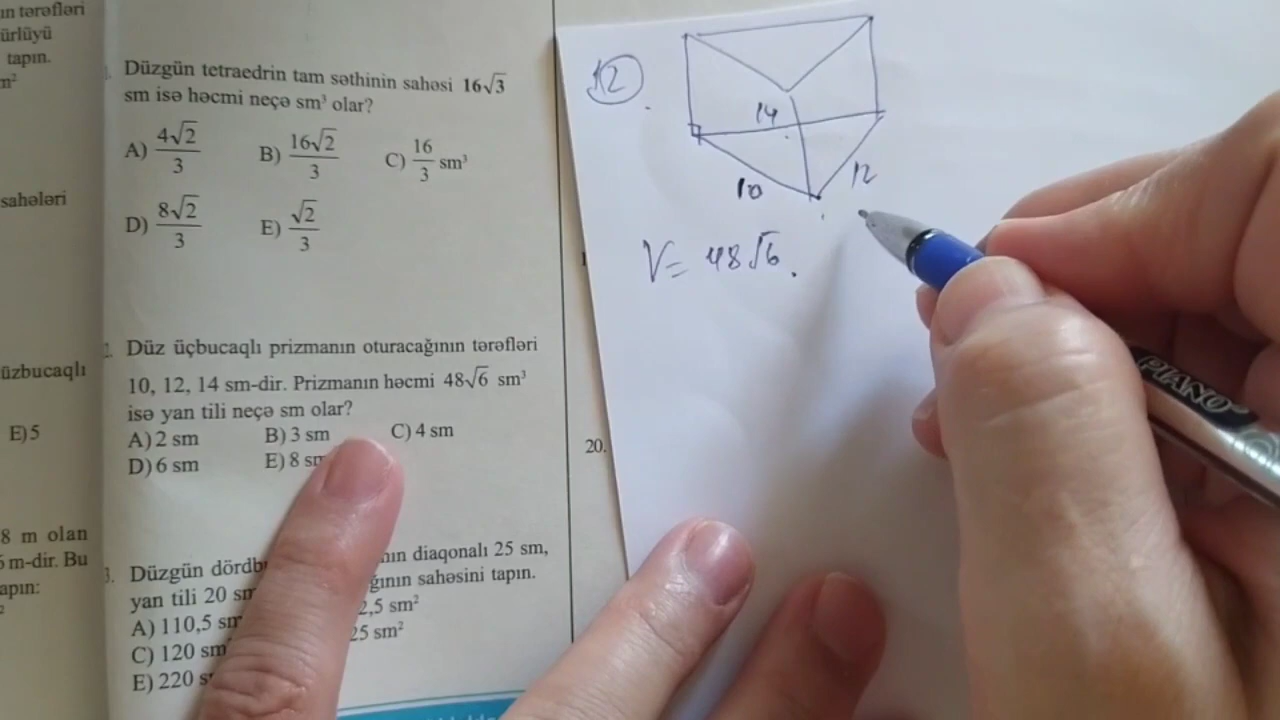 ın tərəfləri
ürlüyü
tapın.
m²
sahələri
üzbucaqlı
E) 5
8 m olan
m-dir. Bu
apın:
Düzgün tetraedrin tam səthinin sahəsi 16√3
sm isə həcmi neçə sm³ olar?
A) 4√2/3 B) 16√2/3 C) 16/3 sm³
D) 8√2/3 E) √2/3
Düz üçbucaqlı prizmanın oturacağının tərəfləri
10, 12, 14 sm-dir. Prizmanın həcmi 48√6 sm³
isə yan tili neçə sm olar?
A) 2 sm B) 3 sm C) 4 sm
D) 6 sm E) 8 sm
3. Düzgün dördb ının diaqonalı 25 sm,
yan tili 20 sm ğının sahəsini tapın.
A) 110,5 sm 2,5 sm²
C) 120 sm 25 sm²
E) 220 s
20.
12
14
10
12
V= 48√6.
PIANO